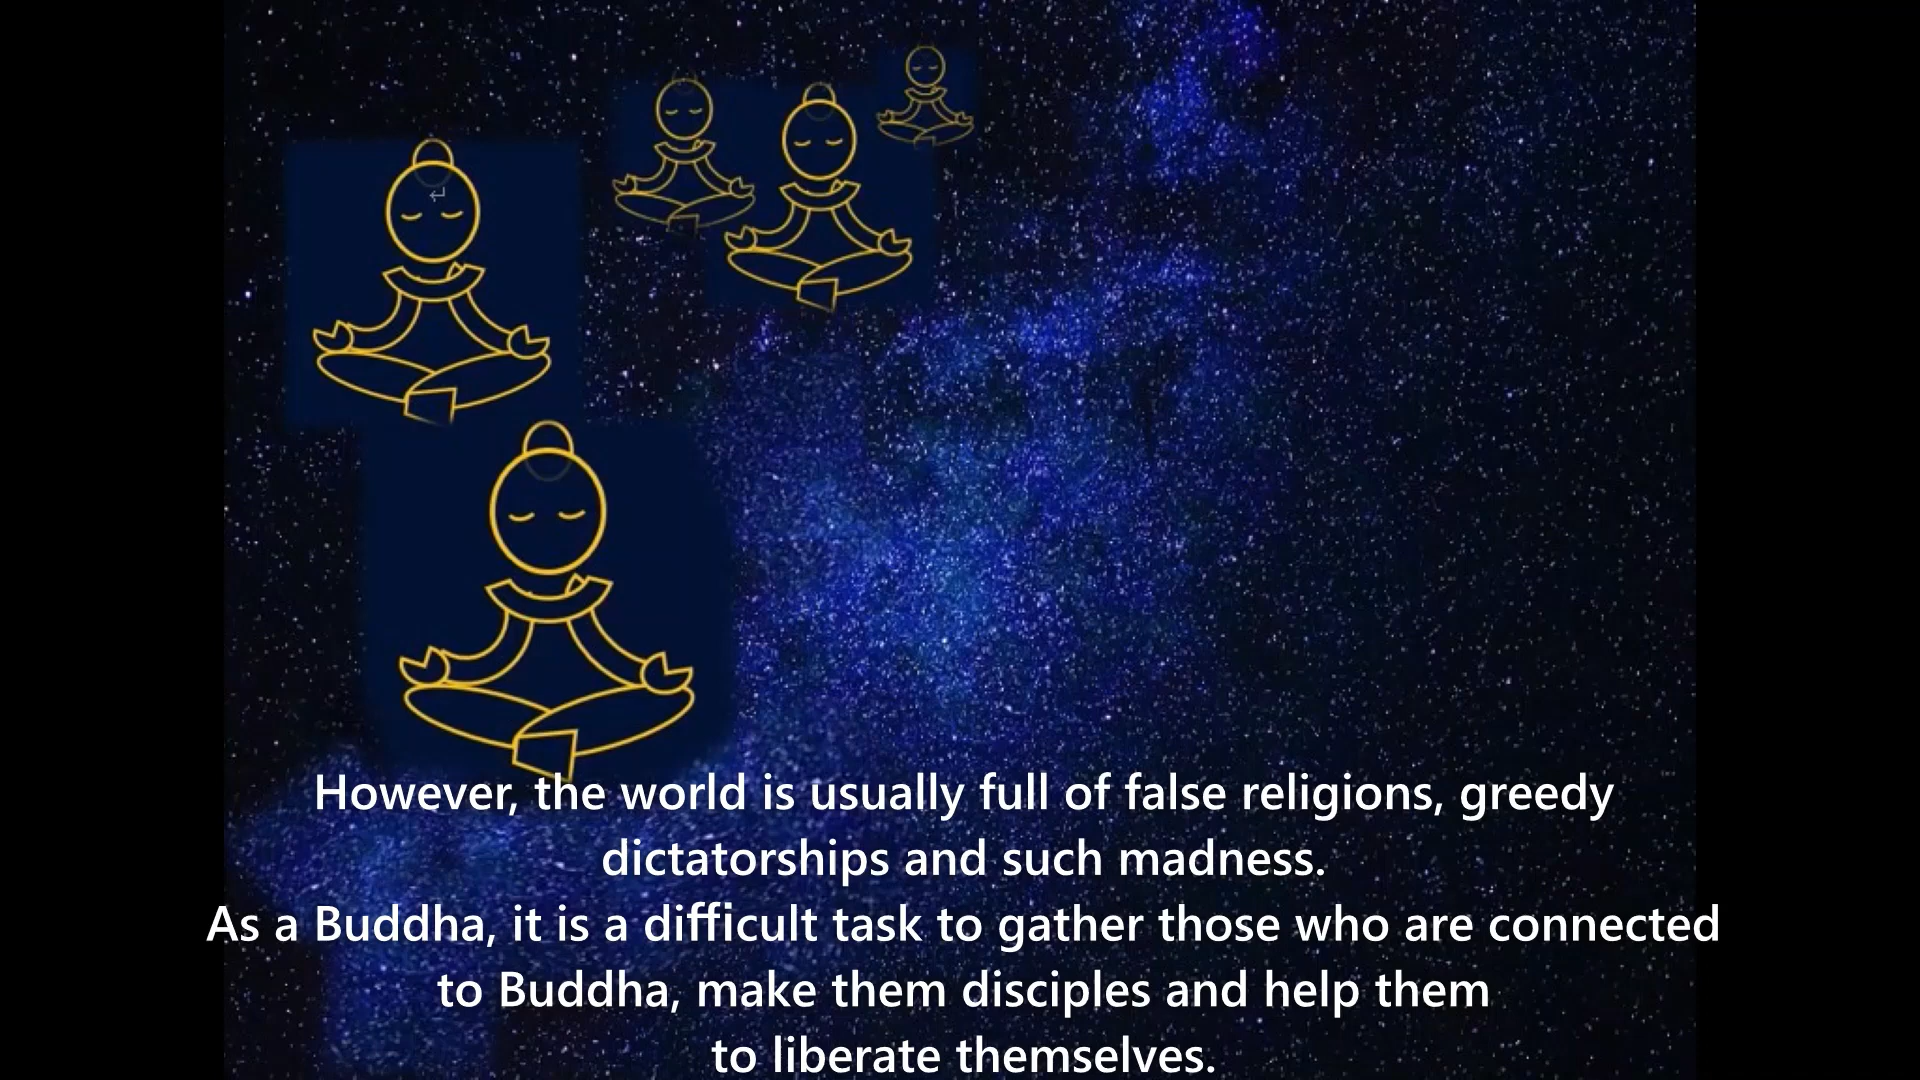 However, the world is usually full of false religions, greedy
dictatorships and such madness.
As a Buddha, it is a difficult task to gather those who are connected
to Buddha, make them disciples and help them
to liberate themselves.